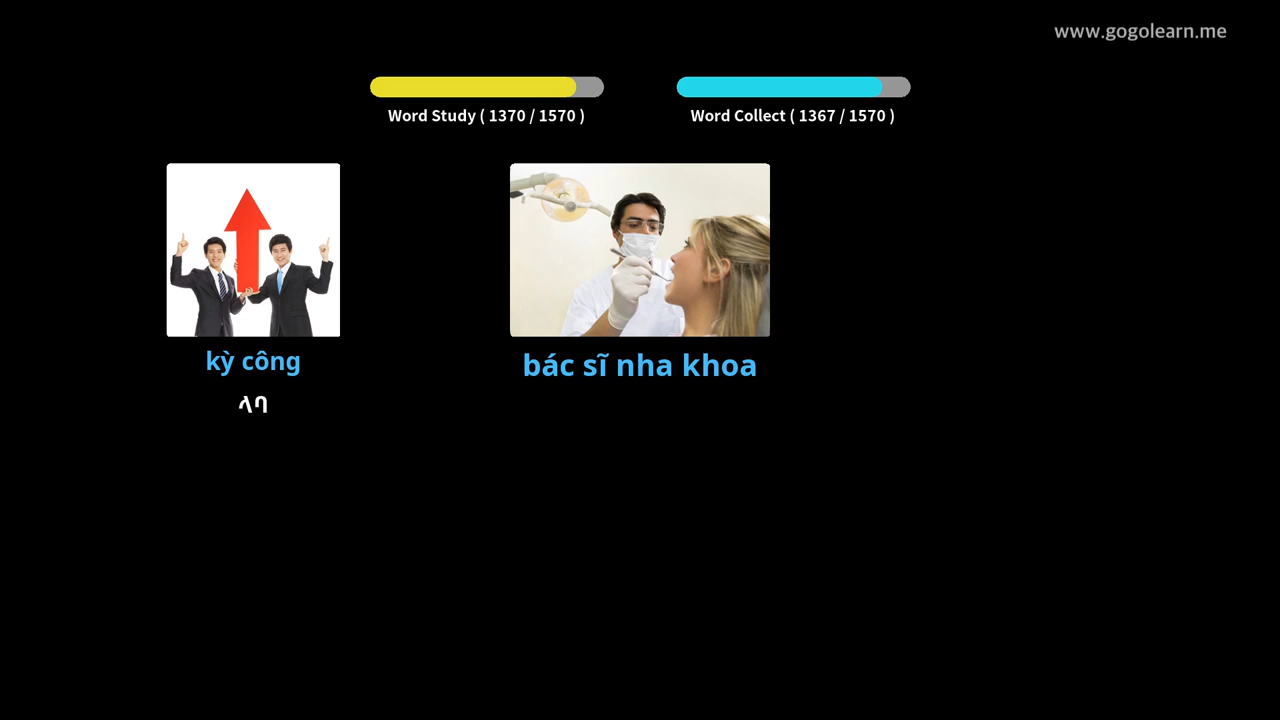 www.gogolearn.me
Word Study ( 1370 / 1570 )
Word Collect ( 1367 / 1570 )
kỳ công
ላባ
bác sĩ nha khoa